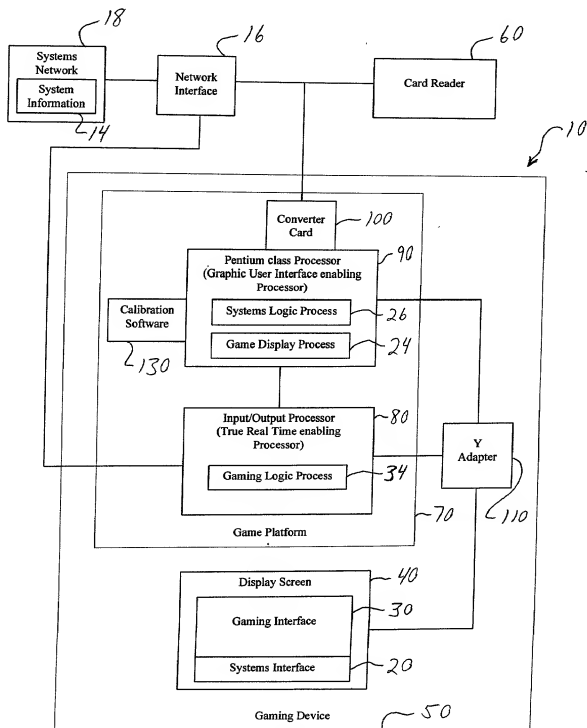 18
16
60
Systems
Network
System
Information
14
Network
Interface
Card Reader
10
Converter
Card
100
Pentium class Processor
(Graphic User Interface enabling
Processor)
90
Systems Logic Process
26
Game Display Process
24
Calibration
Software
130
Input/Output Processor
(True Real Time enabling
Processor)
80
Gaming Logic Process
34
Y
Adapter
110
Game Platform
70
Display Screen
40
Gaming Interface
30
Systems Interface
20
Gaming Device
50